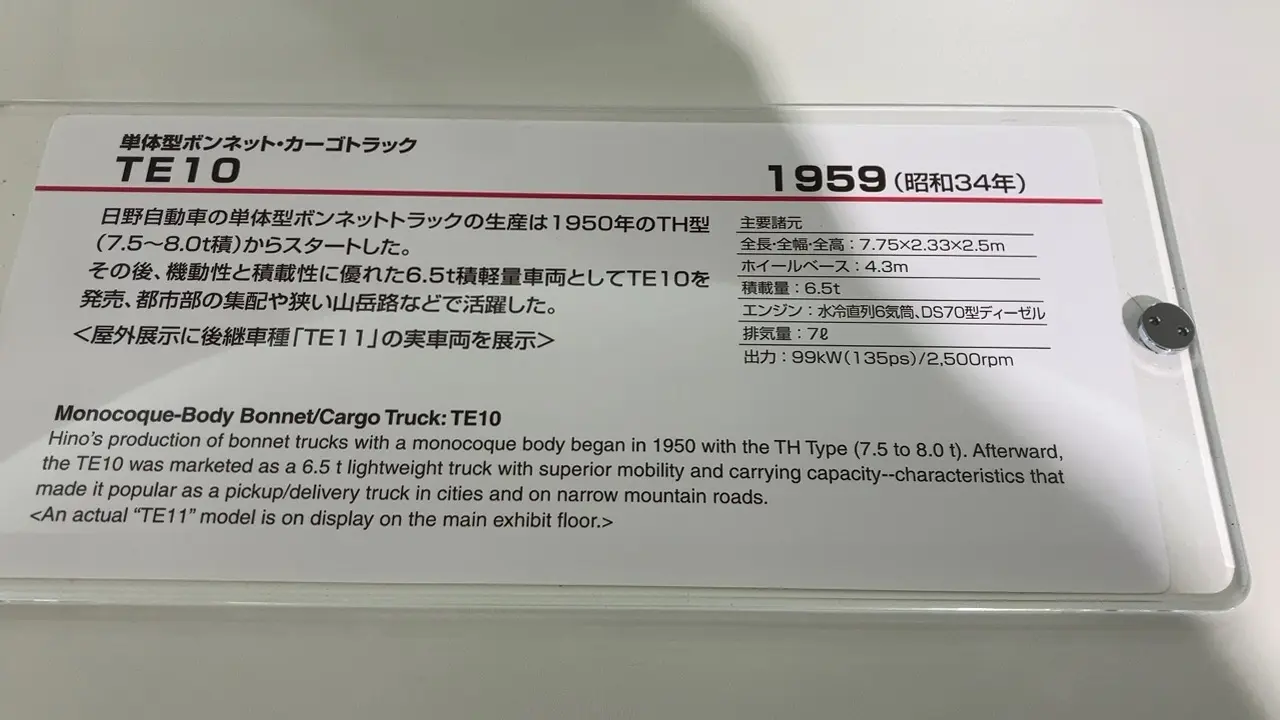 単体型ボンネット・カーゴトラック
TE10
1959(昭和34年)
日野自動車の単体型ボンネットトラックの生産は1950年のTH型
(7.5〜8.0t積)からスタートした。
その後、機動性と積載性に優れた6.5t積軽量車両としてTE10を
発売、都市部の集配や狭い山岳路などで活躍した。
<屋外展示に後継車種「TE11」の実車両を展示>
主要諸元
全長・全幅・全高:7.75×2.33×2.5m
ホイールベース:4.3m
積載量:6.5t
エンジン:水冷直列6気筒、DS70型ディーゼル
排気量:7ℓ
出力:99kW(135ps)/2,500rpm
Monocoque-Body Bonnet/Cargo Truck: TE10
Hino's production of bonnet trucks with a monocoque body began in 1950 with the TH Type (7.5 to 8.0 t). Afterward,
the TE10 was marketed as a 6.5 t lightweight truck with superior mobility and carrying capacity--characteristics that
made it popular as a pickup/delivery truck in cities and on narrow mountain roads.
<An actual "TE11" model is on display on the main exhibit floor.>